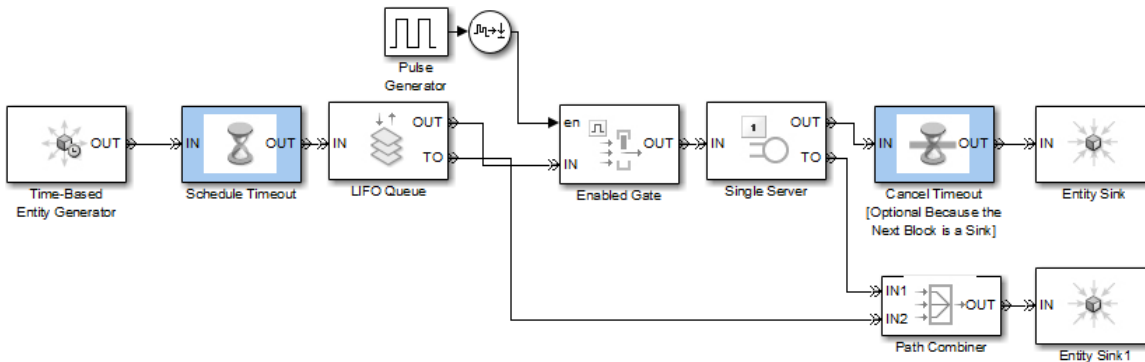 Pulse
Generator
OUT
Time-Based
Entity Generator
IN
OUT
Schedule Timeout
IN
OUT
TO
LIFO Queue
en
IN
OUT
Enabled Gate
IN
1
OUT
TO
Single Server
IN
OUT
Cancel Timeout
[Optional Because the
Next Block is a Sink]
IN
Entity Sink
IN1
IN2
OUT
Path Combiner
IN
Entity Sink1